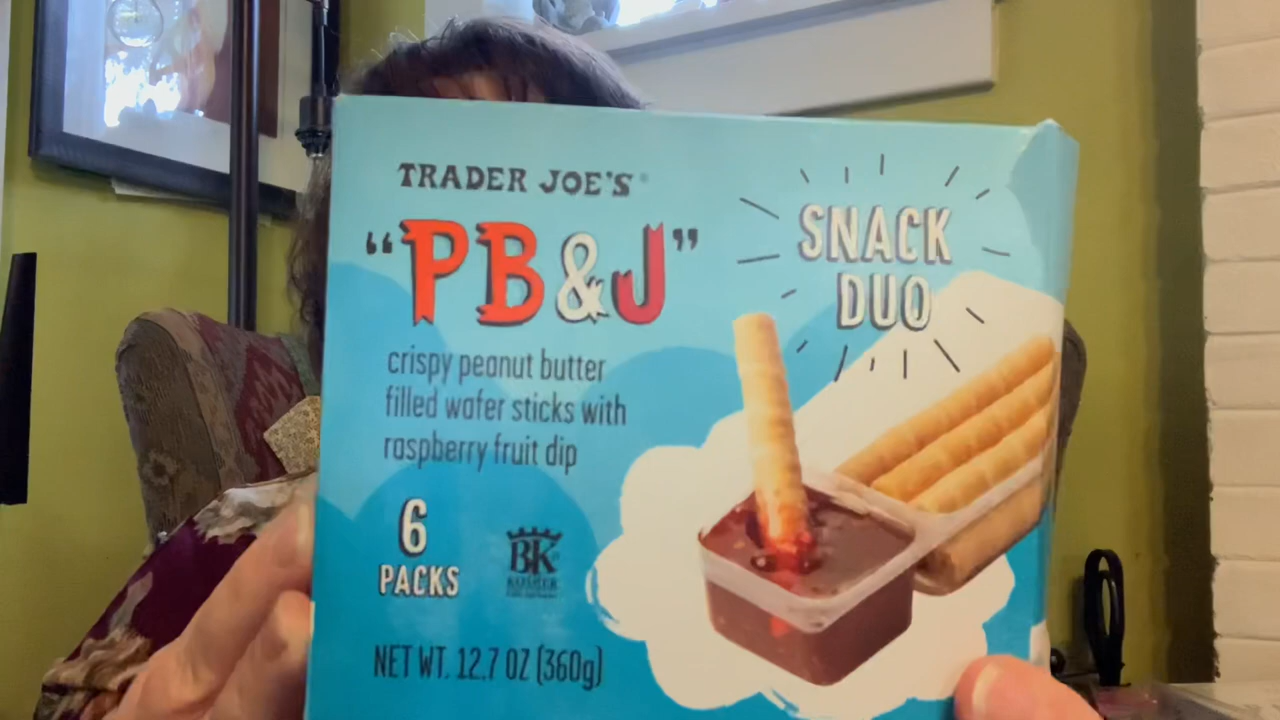 TRADER JOE'S
"PB&J"
SNACK
DUO
crispy peanut butter
filled wafer sticks with
raspberry fruit dip
6
PACKS
BK
KOSHER
NET WT. 12.7 OZ (360g)